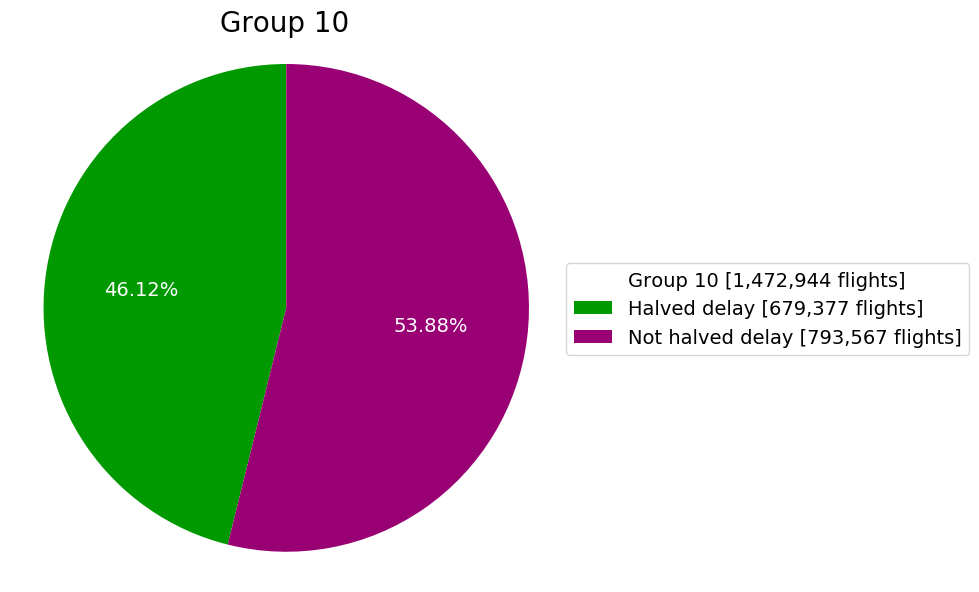 Group 10
46.12%
53.88%
Group 10 [1,472,944 flights]
Halved delay [679,377 flights]
Not halved delay [793,567 flights]